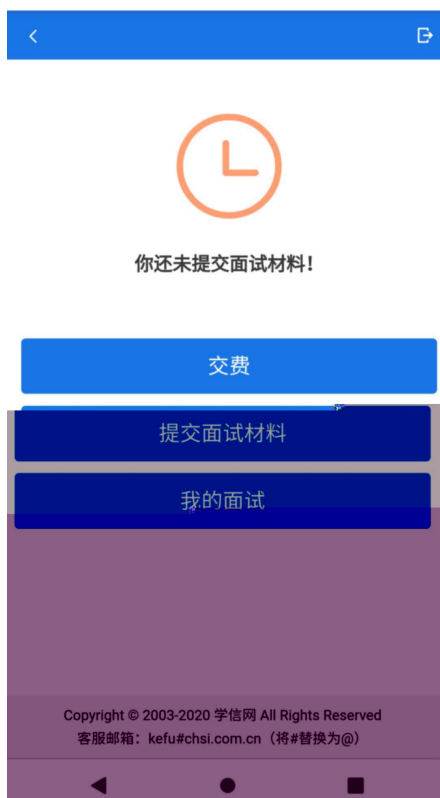 你还未提交面试材料！
交费
提交面试材料
我的面试
Copyright © 2003-2020 学信网 All Rights Reserved
客服邮箱：kefu#chsi.com.cn（将#替换为@）